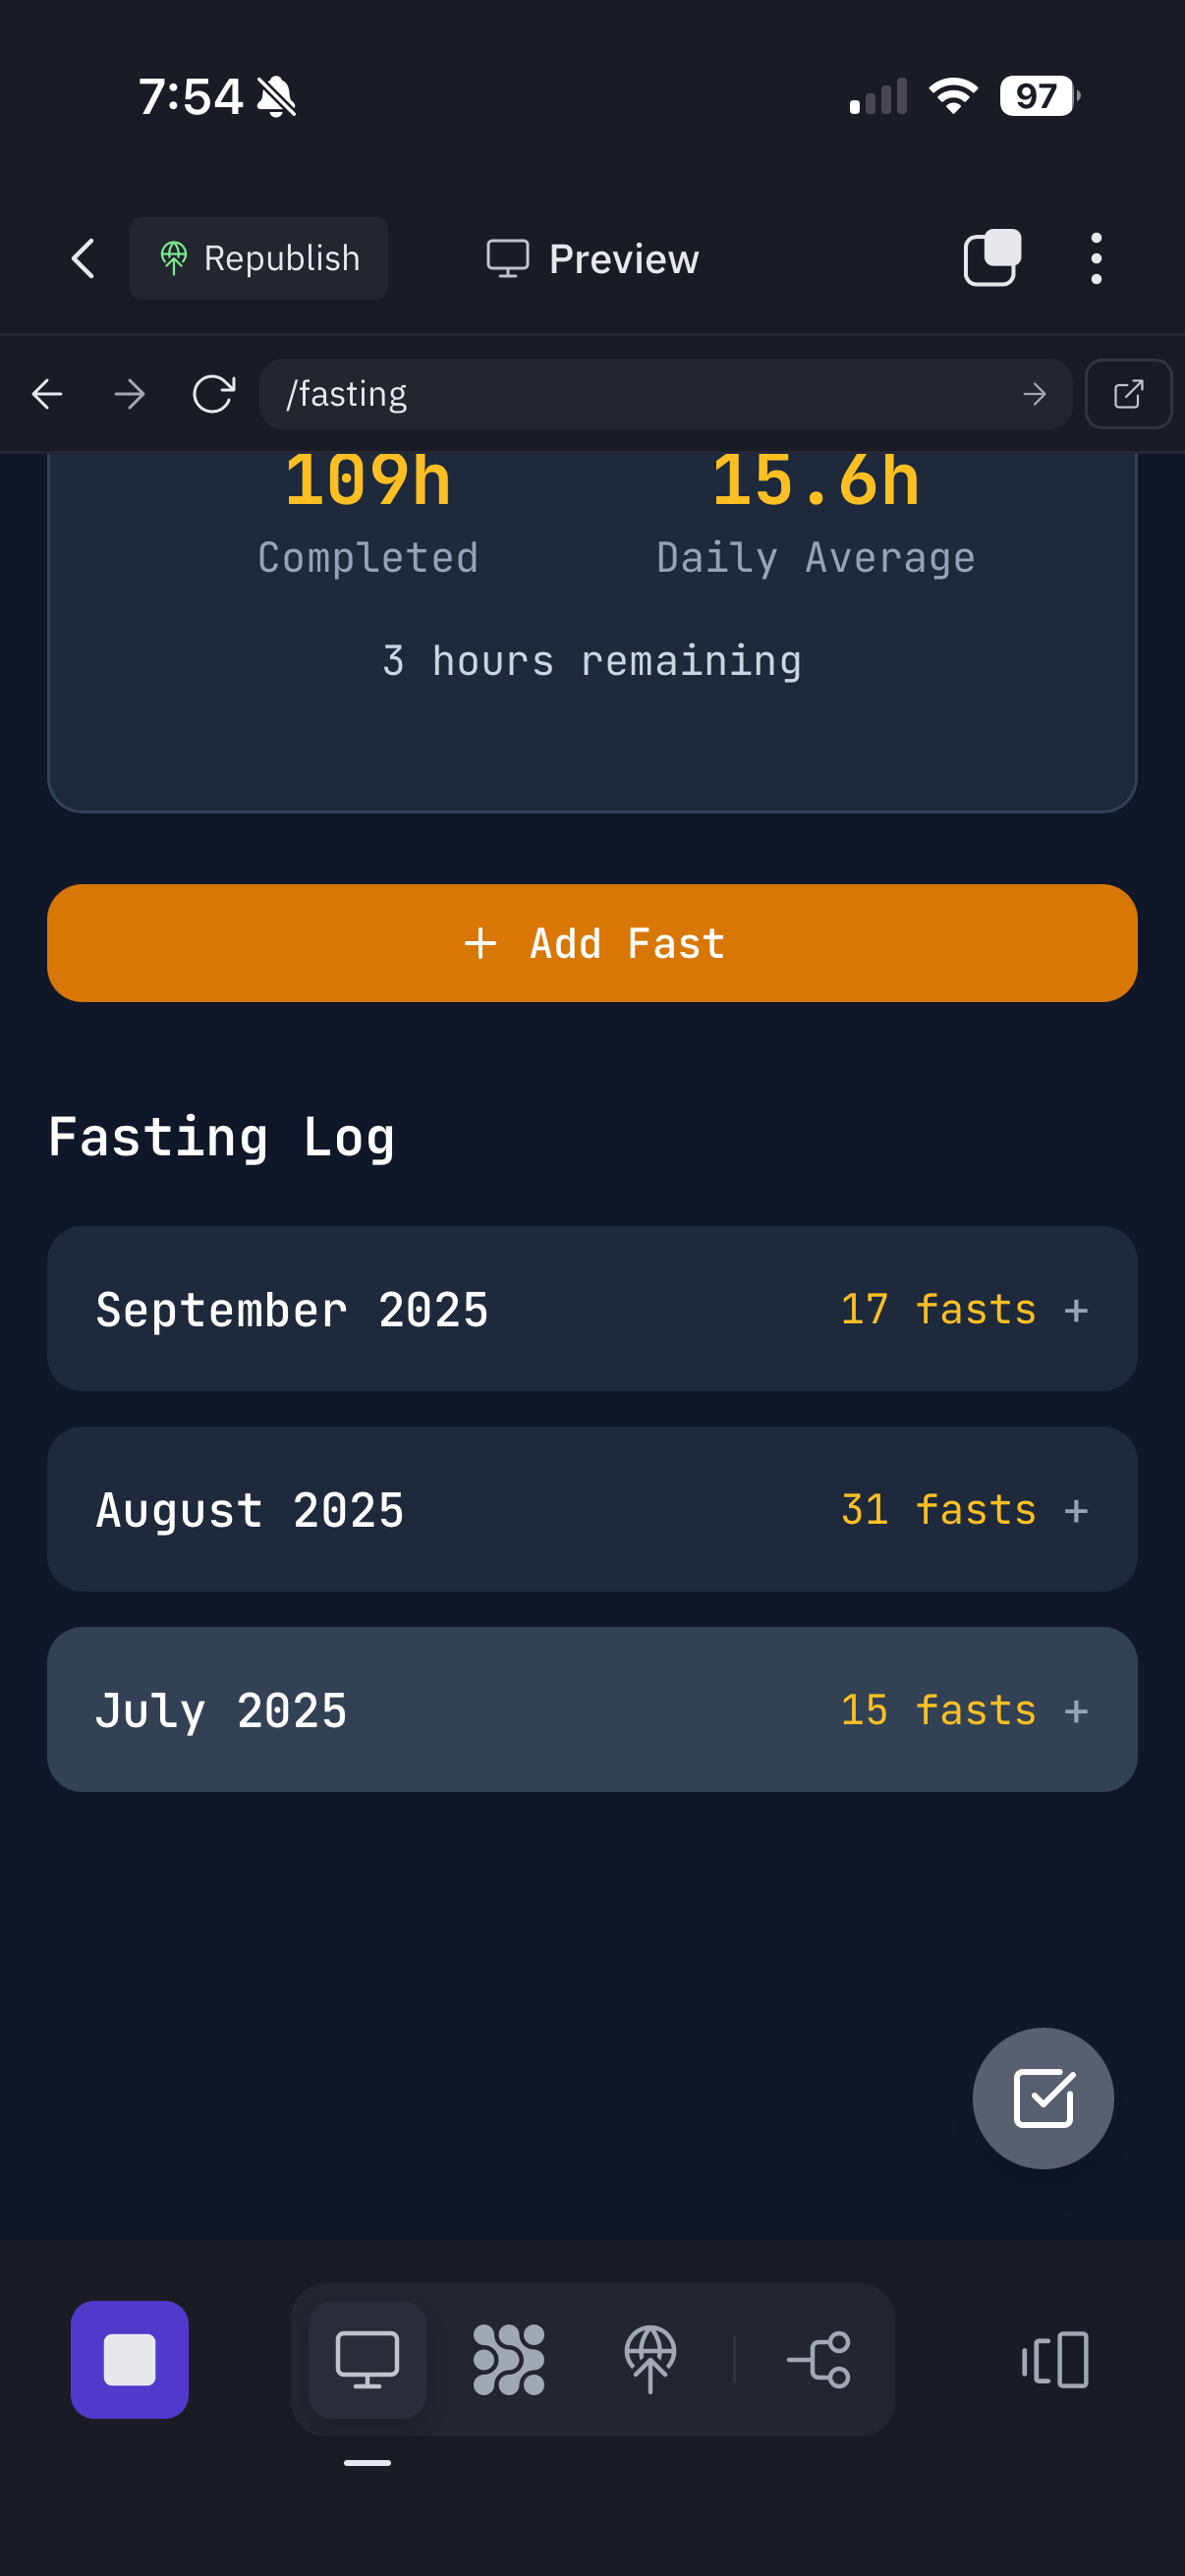 7:54
97
Republish
Preview
/fasting
109h
15.6h
Completed
Daily Average
3 hours remaining
+ Add Fast
Fasting Log
September 2025
17 fasts +
August 2025
31 fasts +
July 2025
15 fasts +